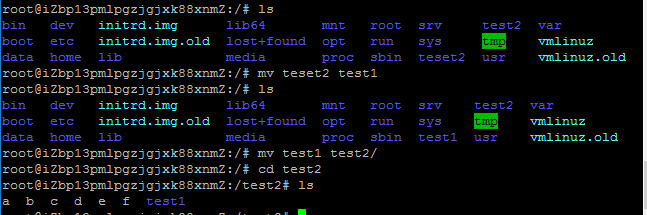 root@iZbp13pmlpgzjgjxk88xnmZ:/# ls
bin dev initrd.img lib64 mnt root srv test2 var
boot etc initrd.img.old lost+found opt run sys tmp vmlinuz
data home lib media proc sbin teset2 usr vmlinuz.old
root@iZbp13pmlpgzjgjxk88xnmZ:/# mv teset2 test1
root@iZbp13pmlpgzjgjxk88xnmZ:/# ls
bin dev initrd.img lib64 mnt root srv test2 var
boot etc initrd.img.old lost+found opt run sys tmp vmlinuz
data home lib media proc sbin test1 usr vmlinuz.old
root@iZbp13pmlpgzjgjxk88xnmZ:/# mv test1 test2/
root@iZbp13pmlpgzjgjxk88xnmZ:/# cd test2
root@iZbp13pmlpgzjgjxk88xnmZ:/test2# ls
a b c d e f test1
root@iZbp13pmlpgzjgjxk88xnmZ:/test2#